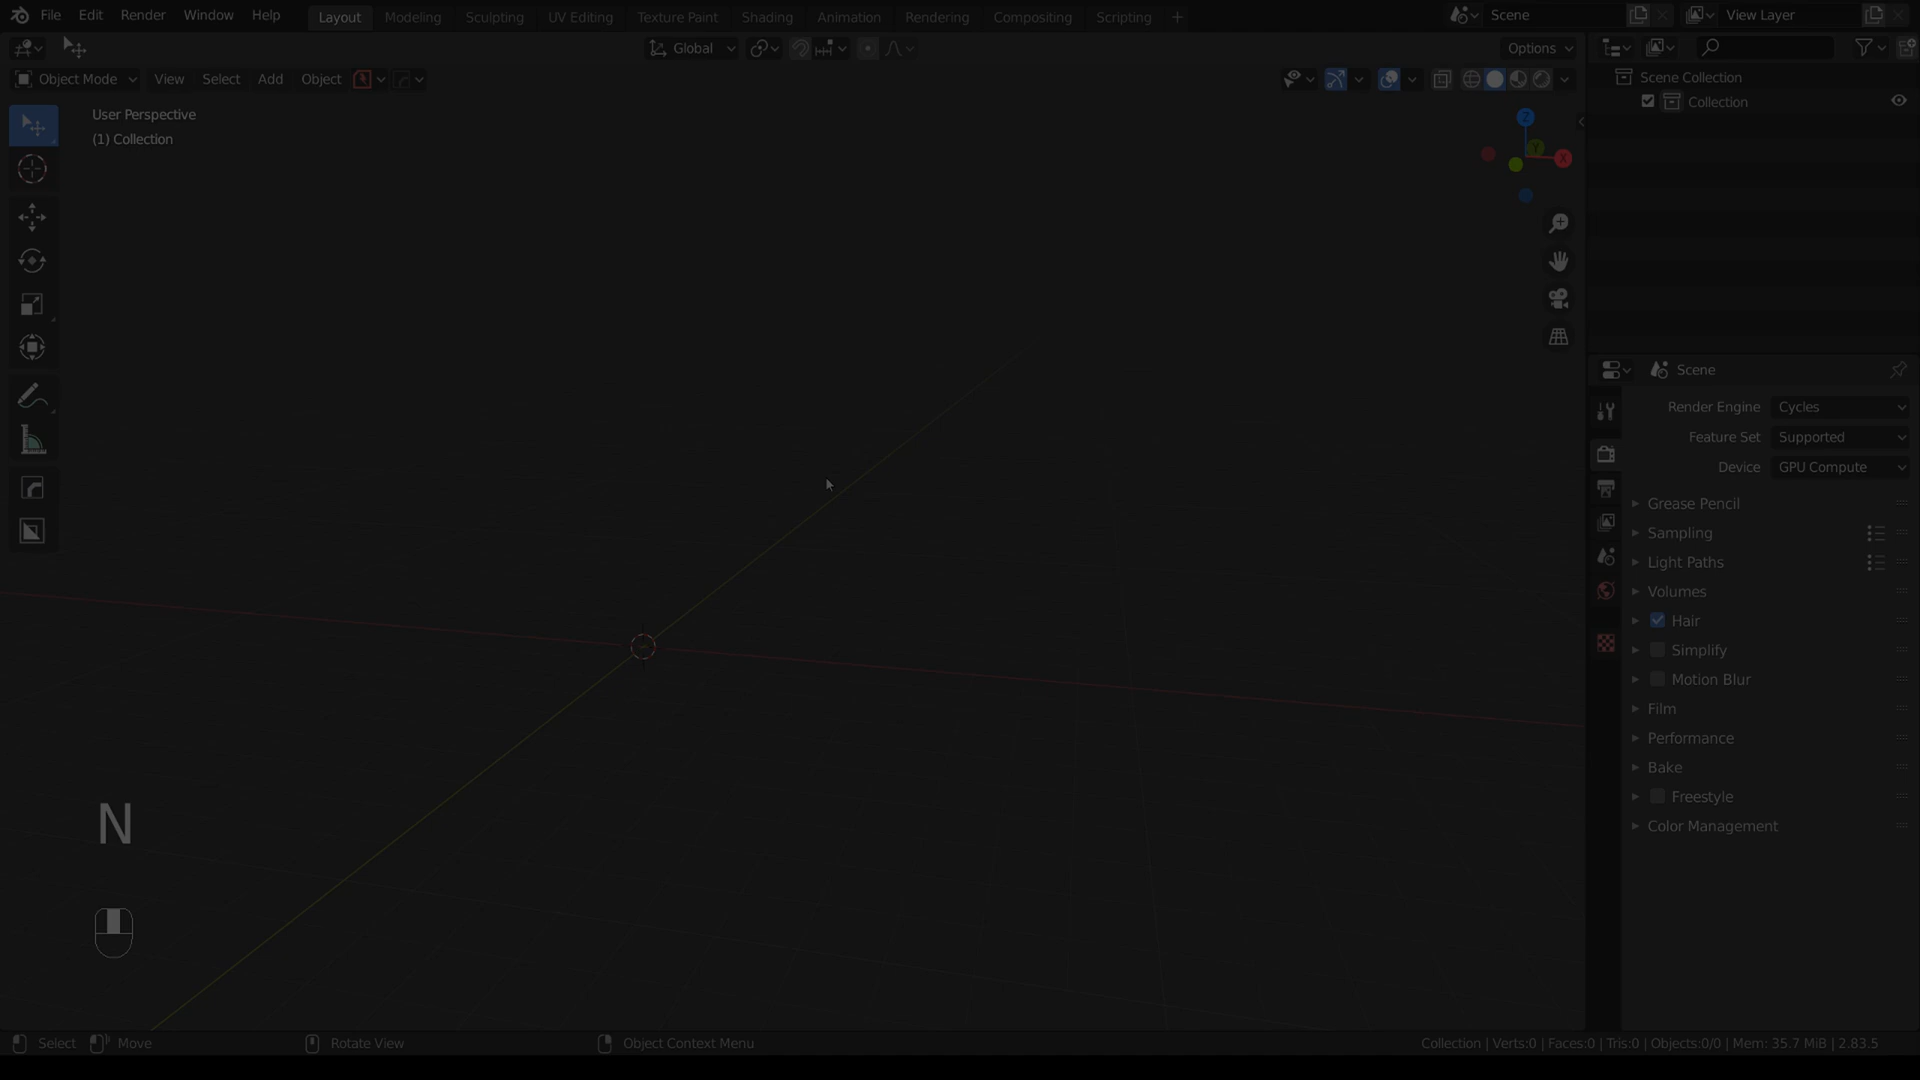 File Edit Render Window Help Layout Modeling Sculpting UV Editing Texture Paint Shading Animation Rendering Compositing Scripting + Scene View Layer
Global Options
Object Mode View Select Add Object
Scene Collection
Collection
User Perspective
(1) Collection
Z
Y
X
Scene
Render Engine Cycles
Feature Set Supported
Device GPU Compute
Grease Pencil
Sampling
Light Paths
Volumes
Hair
Simplify
Motion Blur
Film
Performance
Bake
Freestyle
Color Management
N
Select Move Rotate View Object Context Menu Collection | Verts:0 | Faces:0 | Tris:0 | Objects:0/0 | Mem: 35.7 MiB | 2.83.5